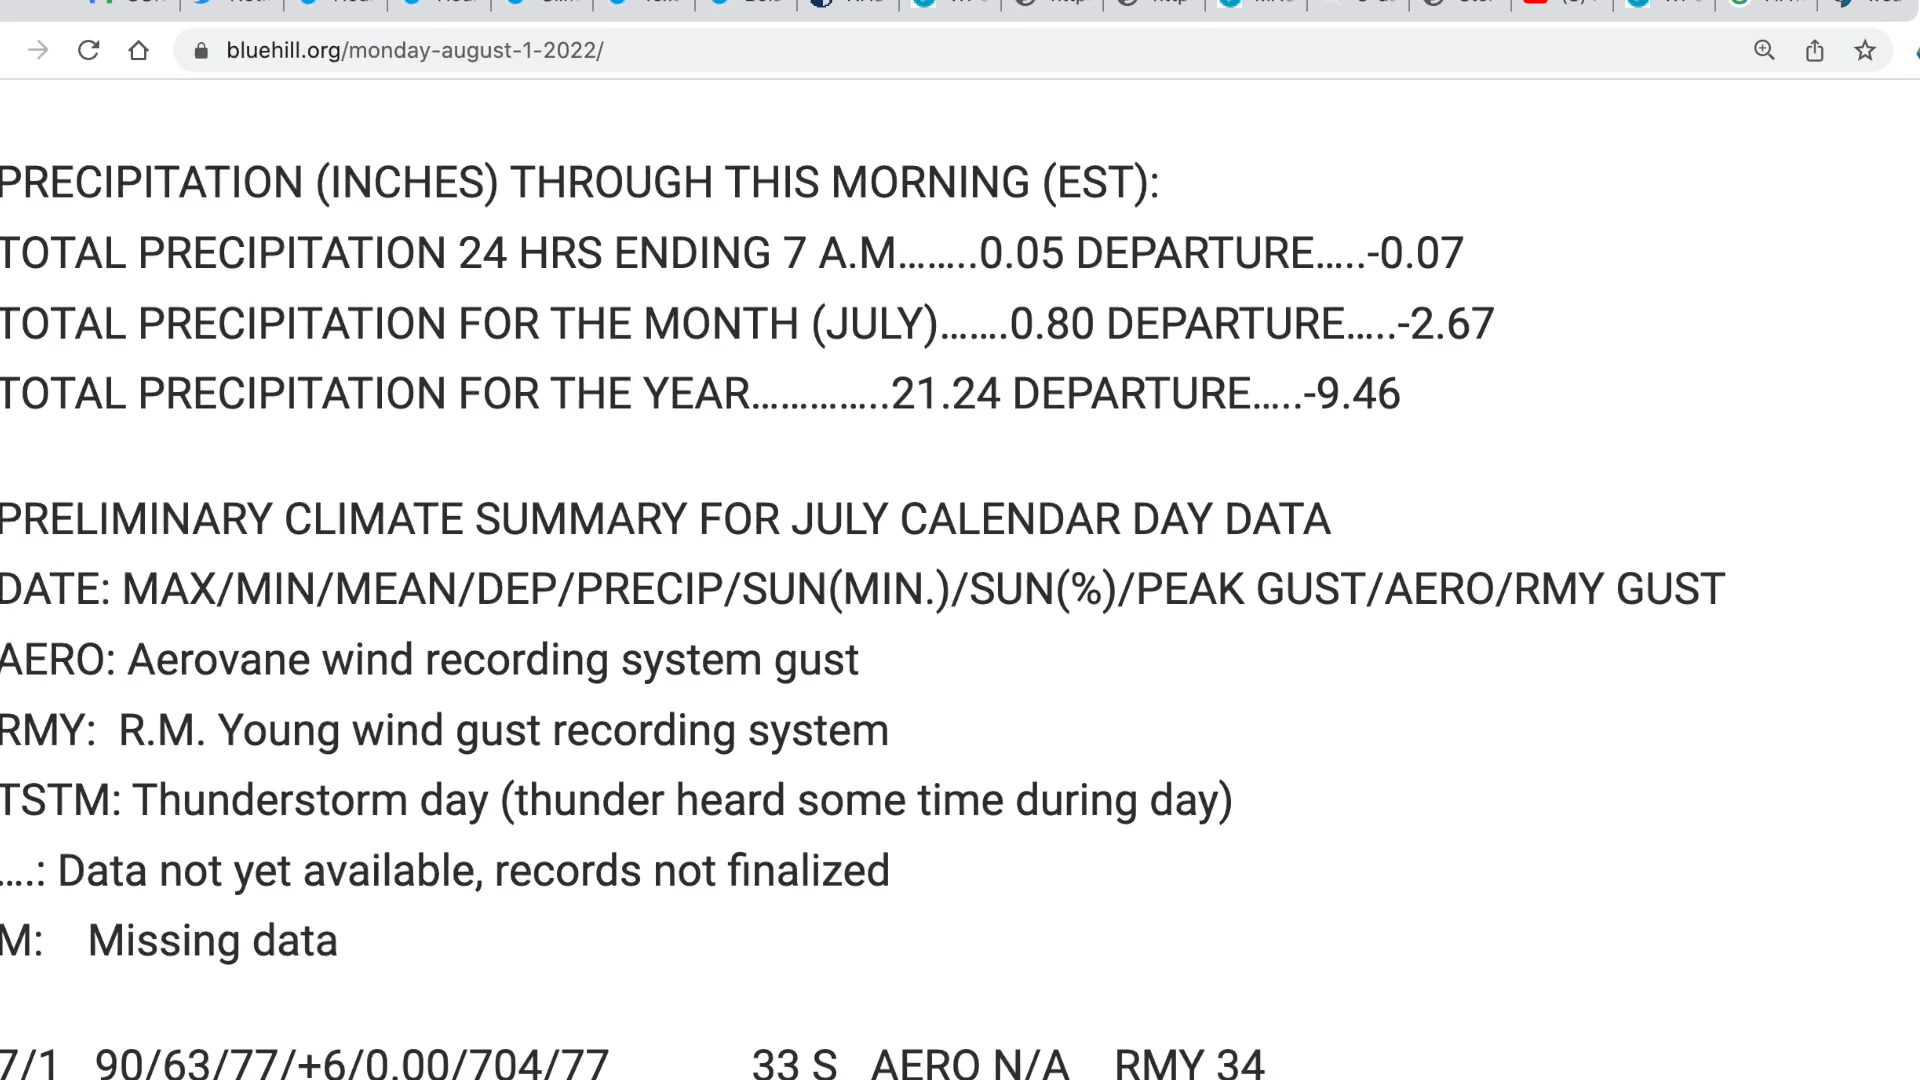 bluehill.org/monday-august-1-2022/
PRECIPITATION (INCHES) THROUGH THIS MORNING (EST):
TOTAL PRECIPITATION 24 HRS ENDING 7 A.M……..0.05 DEPARTURE…..-0.07
TOTAL PRECIPITATION FOR THE MONTH (JULY)…….0.80 DEPARTURE…..-2.67
TOTAL PRECIPITATION FOR THE YEAR…………..21.24 DEPARTURE…..-9.46
PRELIMINARY CLIMATE SUMMARY FOR JULY CALENDAR DAY DATA
DATE: MAX/MIN/MEAN/DEP/PRECIP/SUN(MIN.)/SUN(%)/PEAK GUST/AERO/RMY GUST
AERO: Aerovane wind recording system gust
RMY: R.M. Young wind gust recording system
TSTM: Thunderstorm day (thunder heard some time during day)
….: Data not yet available, records not finalized
M: Missing data
7/1 90/63/77/+6/0.00/704/77 33 S AERO N/A RMY 34